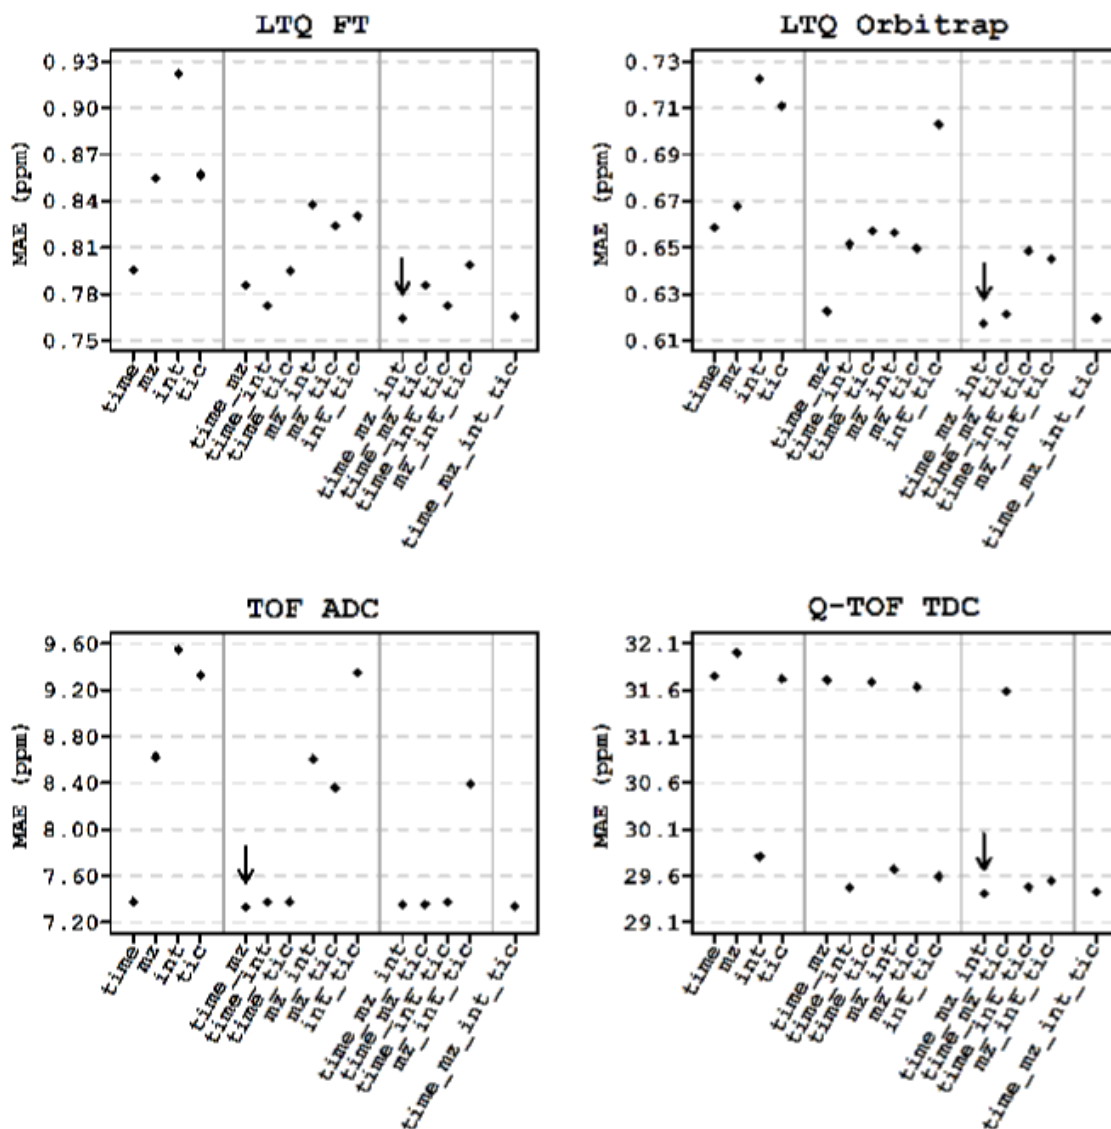 LTQ FT
MAE (ppm)
0.93
0.90
0.87
0.84
0.81
0.78
0.75
time
mz
int
tic
time_mz
time_int
time_tic
mz_int
mz_tic
int_tic
time_mz_int
time_mz_tic
time_int_tic
mz_int_tic
time_mz_int_tic
LTQ Orbitrap
MAE (ppm)
0.73
0.71
0.69
0.67
0.65
0.63
0.61
time
mz
int
tic
time_mz
time_int
time_tic
mz_int
mz_tic
int_tic
time_mz_int
time_mz_tic
time_int_tic
mz_int_tic
time_mz_int_tic
TOF ADC
MAE (ppm)
9.60
9.20
8.80
8.40
8.00
7.60
7.20
time
mz
int
tic
time_mz
time_int
time_tic
mz_int
mz_tic
int_tic
time_mz_int
time_mz_tic
time_int_tic
mz_int_tic
time_mz_int_tic
Q-TOF TDC
MAE (ppm)
32.1
31.6
31.1
30.6
30.1
29.6
29.1
time
mz
int
tic
time_mz
time_int
time_tic
mz_int
mz_tic
int_tic
time_mz_int
time_mz_tic
time_int_tic
mz_int_tic
time_mz_int_tic